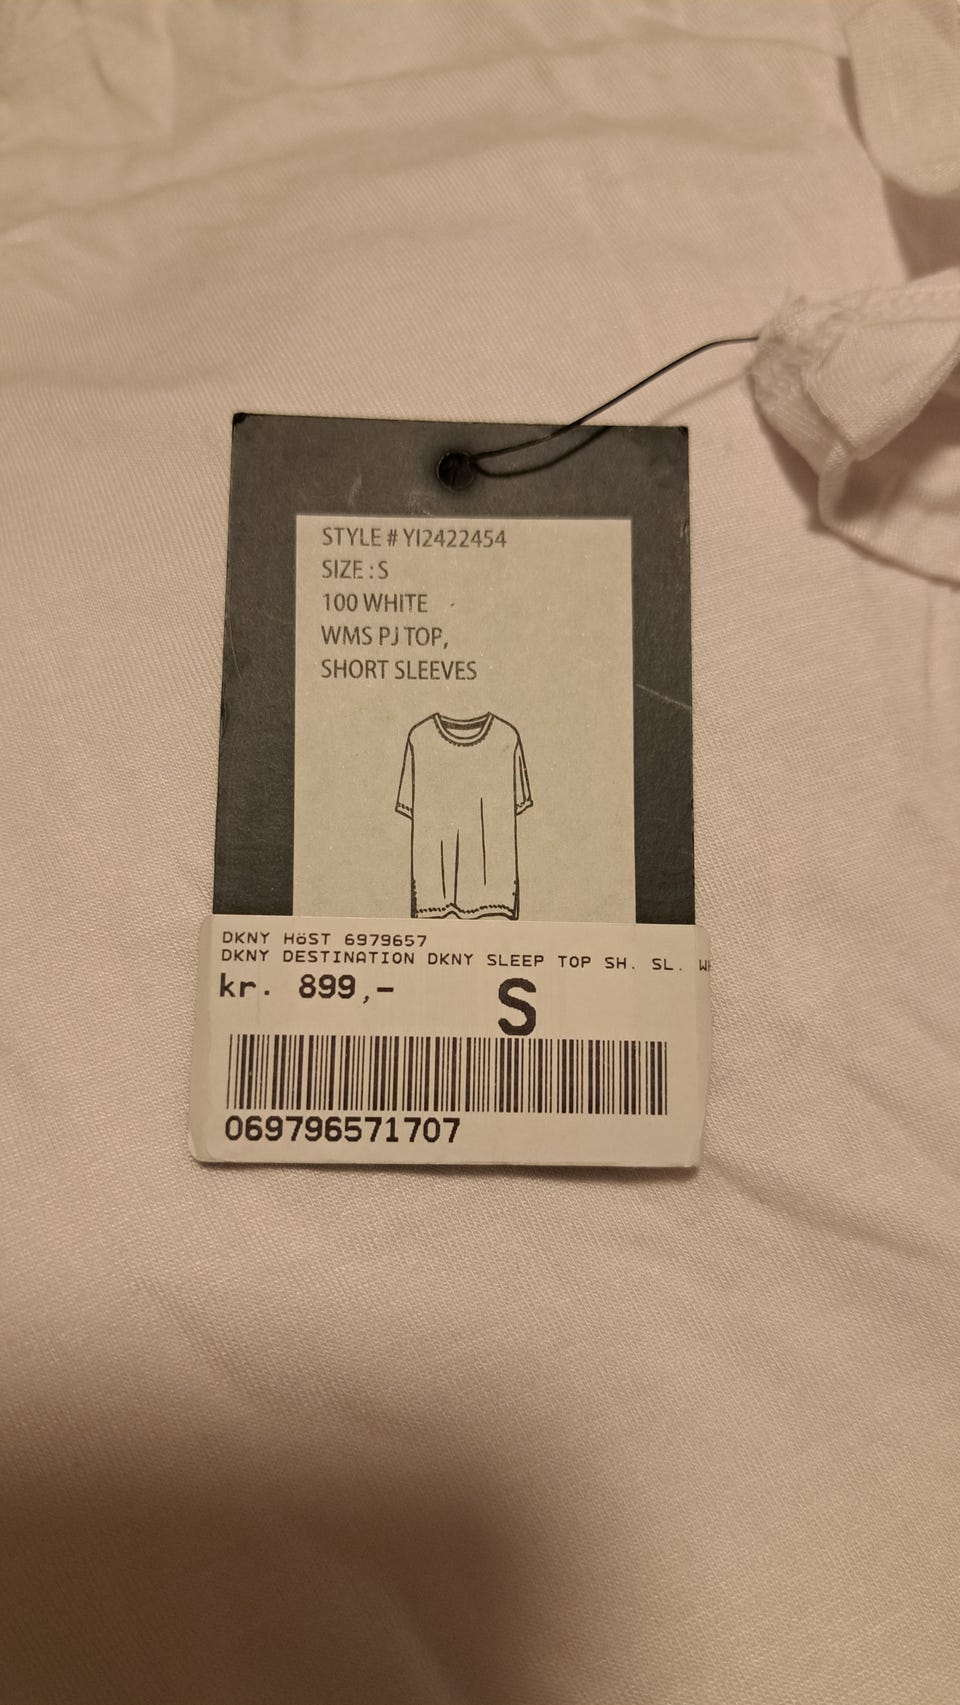 STYLE # YI2422454
SIZE : S
100 WHITE
WMS PJ TOP,
SHORT SLEEVES
DKNY HöST 6979657
DKNY DESTINATION DKNY SLEEP TOP SH. SL.
kr. 899,- S
069796571707